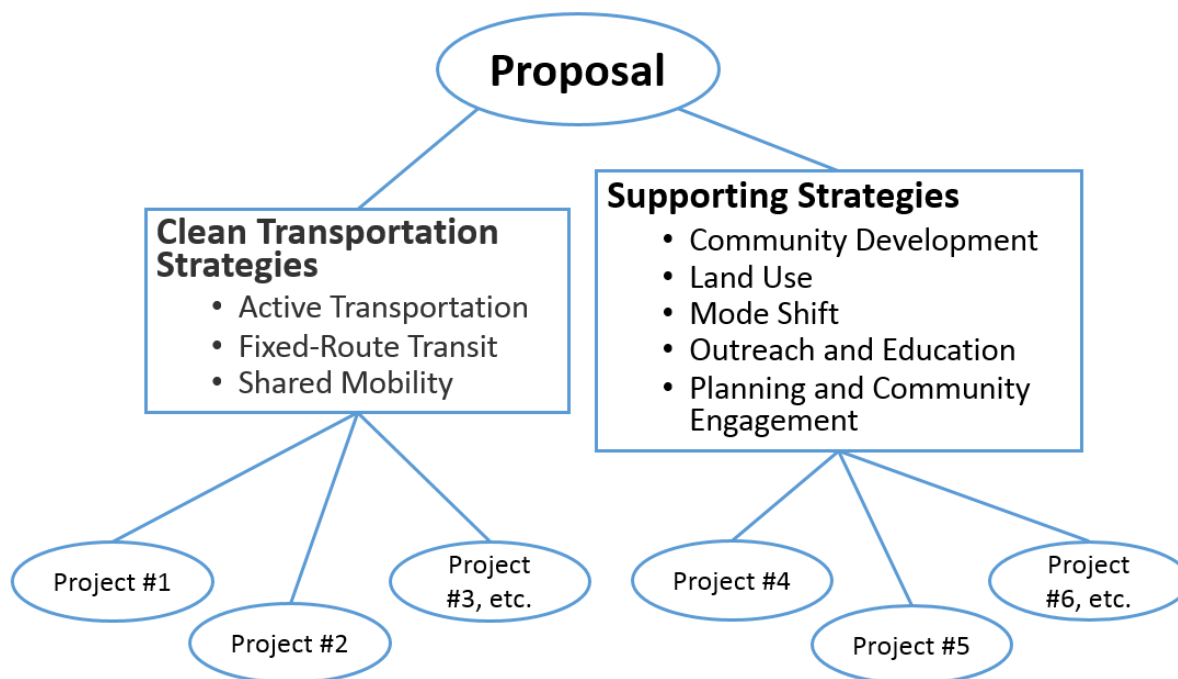 Proposal
Clean Transportation
Strategies
• Active Transportation
• Fixed-Route Transit
• Shared Mobility
Supporting Strategies
• Community Development
• Land Use
• Mode Shift
• Outreach and Education
• Planning and Community
Engagement
Project #1
Project #2
Project
#3, etc.
Project #4
Project #5
Project
#6, etc.